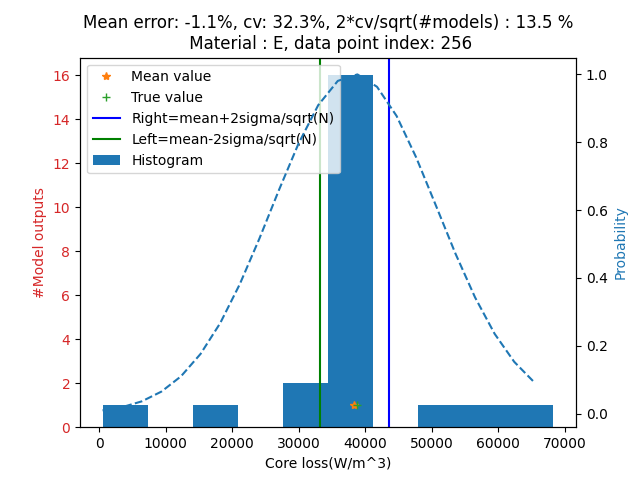 Mean error: -1.1%, cv: 32.3%, 2*cv/sqrt(#models) : 13.5 %
Material : E, data point index: 256
Mean value
True value
Right=mean+2sigma/sqrt(N)
Left=mean-2sigma/sqrt(N)
Histogram
16
14
12
10
8
6
4
2
0
#Model outputs
1.0
0.8
0.6
0.4
0.2
0.0
Probability
0
10000
20000
30000
40000
50000
60000
70000
Core loss(W/m^3)